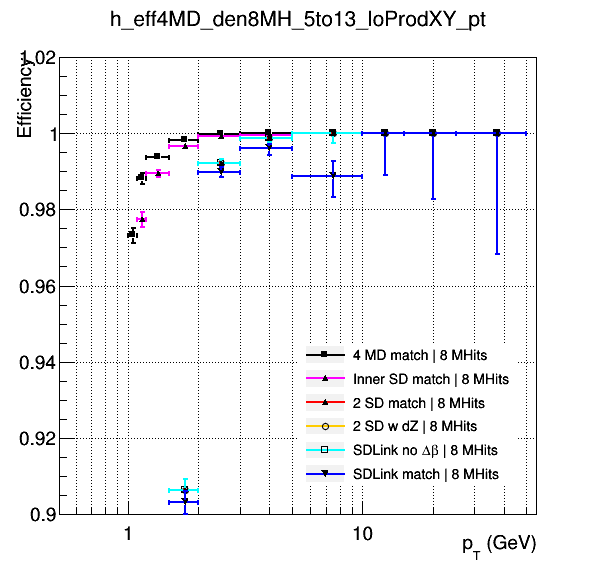 h_eff4MD_den8MH_5to13_loProdXY_pt
Efficiency
1.02
1
0.98
0.96
0.94
0.92
0.9
4 MD match | 8 MHits
Inner SD match | 8 MHits
2 SD match | 8 MHits
2 SD w dZ | 8 MHits
SDLink no Δβ | 8 MHits
SDLink match | 8 MHits
1
10
p_T (GeV)